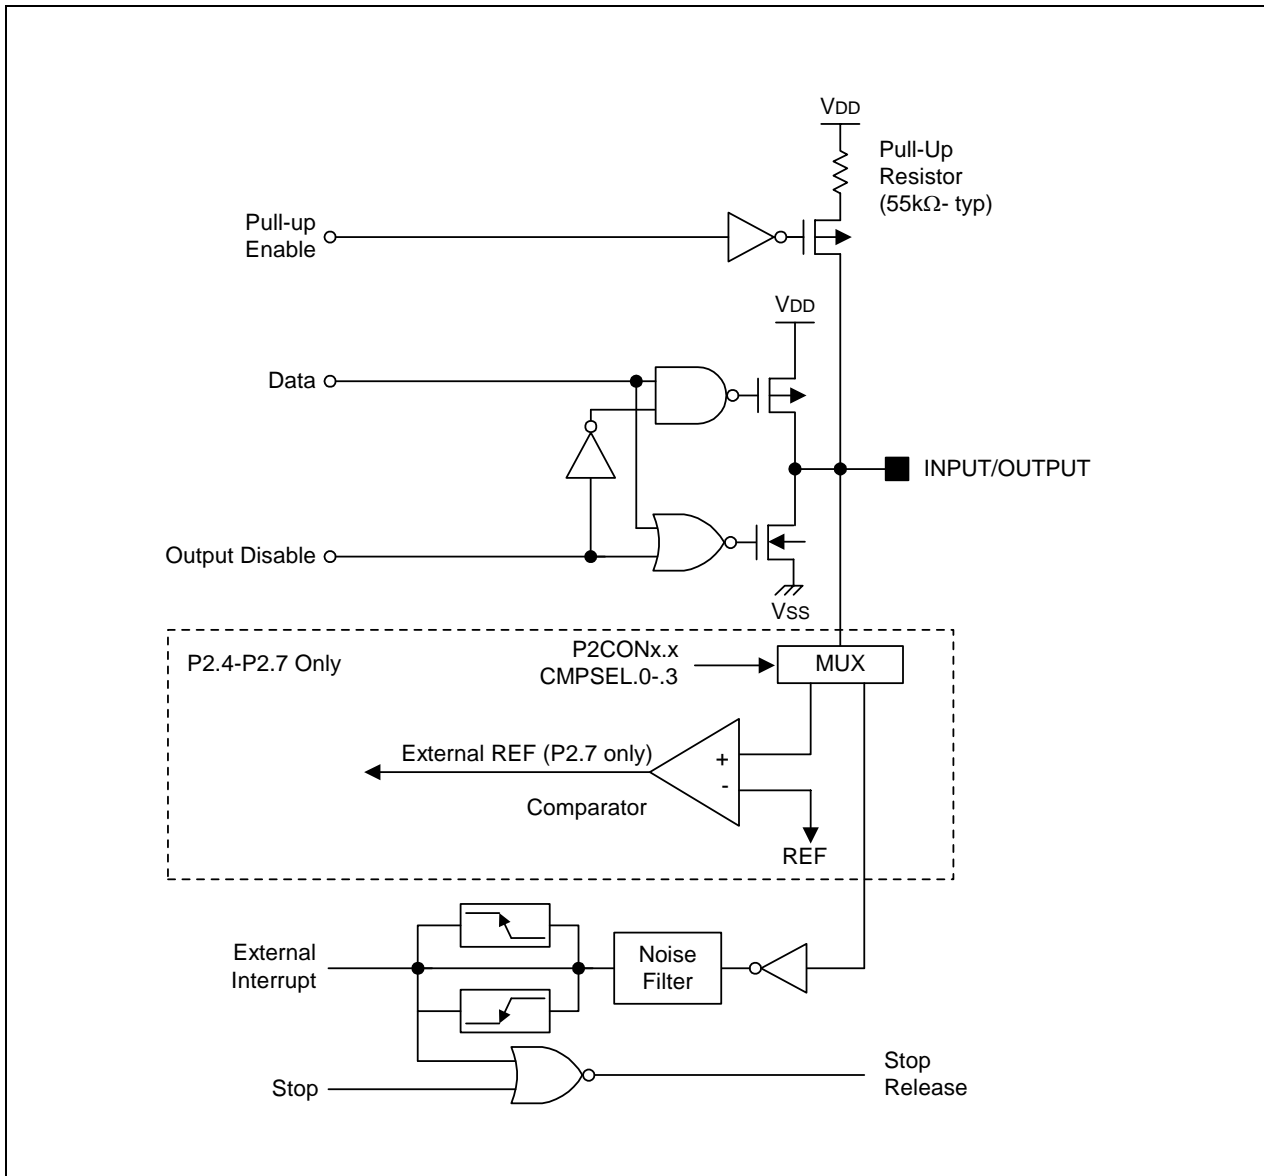 VDD
Pull-Up
Resistor
(55kΩ- typ)
Pull-up
Enable
VDD
Data
INPUT/OUTPUT
Output Disable
VSS
P2.4-P2.7 Only
P2CONx.x
CMPSEL.0-.3
MUX
External REF (P2.7 only)
+
-
Comparator
REF
External
Interrupt
Noise
Filter
Stop
Stop
Release